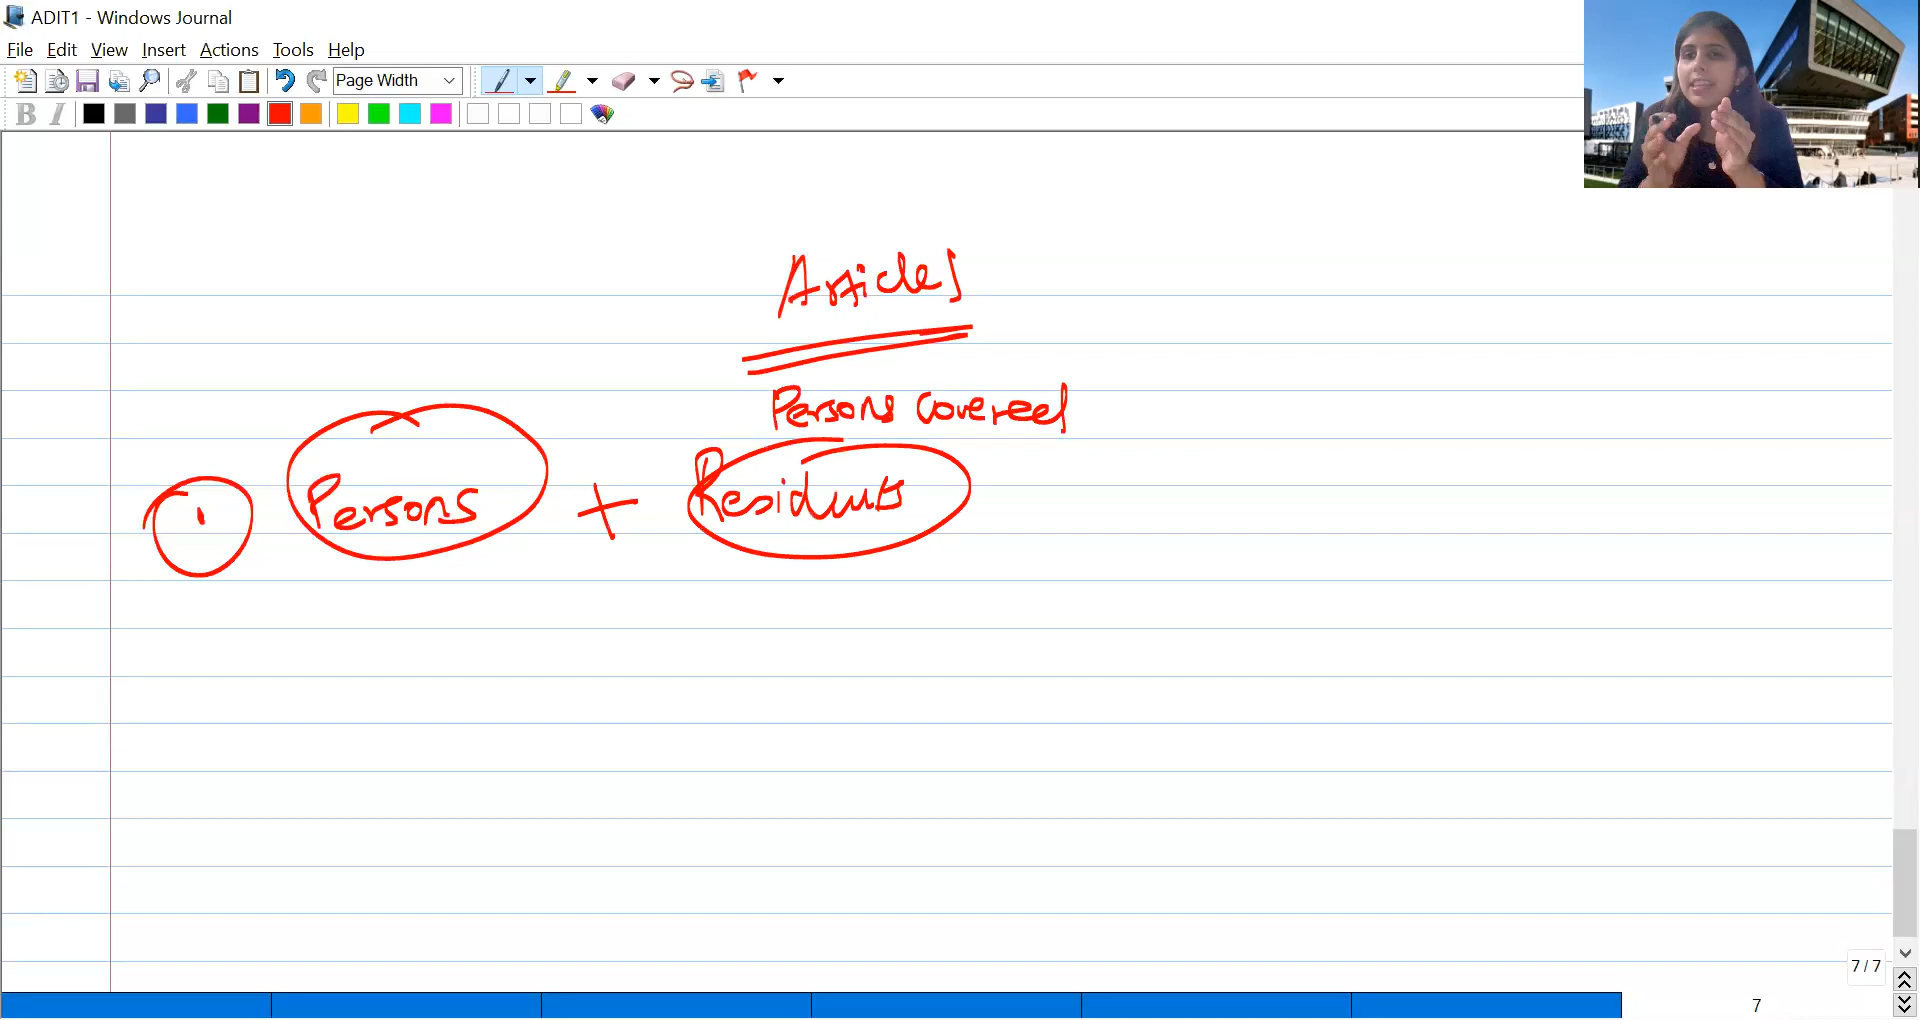 ADIT1 - Windows Journal
File Edit View Insert Actions Tools Help
Page Width
B I
Articles
Persons covered
1 Persons + Residents
7 / 7
7